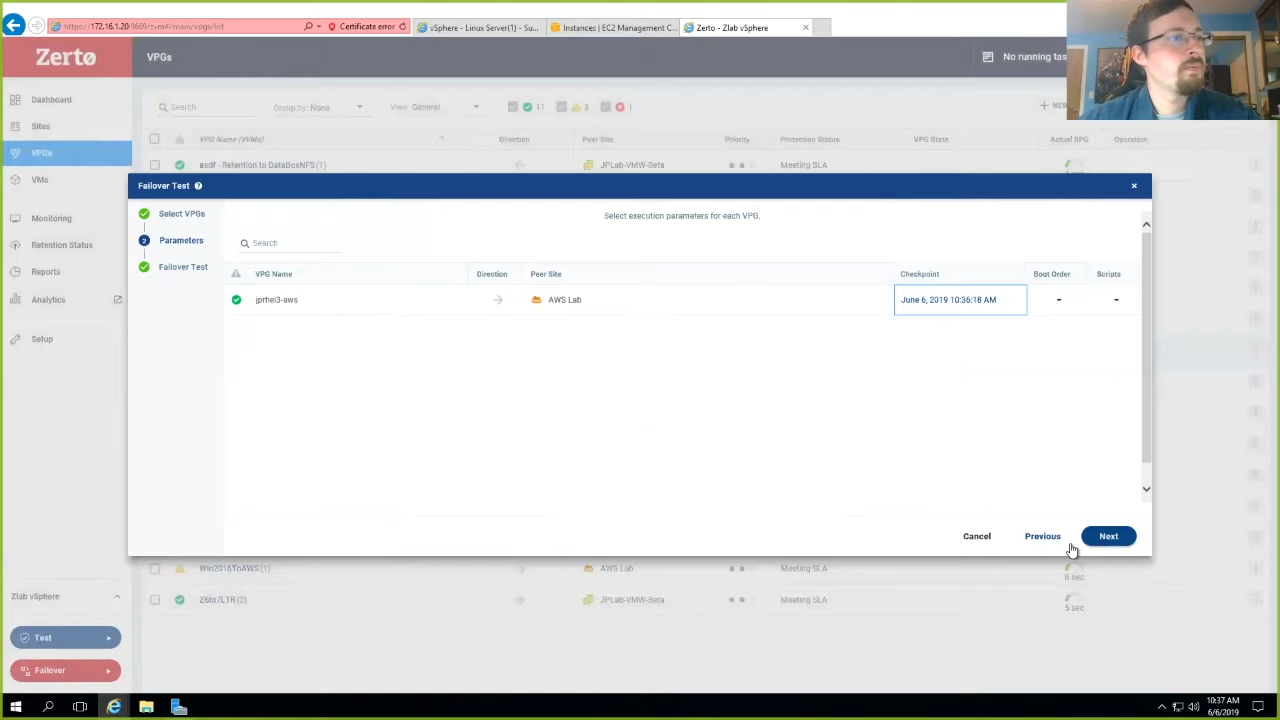 https://172.16.1.20:9669/zvm#/main/vpgs/list
Certificate error
vSphere - Linux Server(1) - Su...
Instances | EC2 Management C...
Zerto - Zlab vSphere
Zerto
VPGs
No running tas
Dashboard
Sites
VPGs
VMs
Monitoring
Retention Status
Reports
Analytics
Setup
Zlab vSphere
Test
Failover
Search
Group by: None
View: General
11
3
1
NEW
VPG Name (#VMs)
Direction
Peer Site
Priority
Protection Status
VPG State
Actual RPO
Operation
asdf - Retention to DataBoxNFS (1)
JPLab-VMW-Beta
Meeting SLA
Failover Test
Select VPGs
2
Parameters
Failover Test
Select execution parameters for each VPG.
Search
VPG Name
Direction
Peer Site
Checkpoint
Boot Order
Scripts
jprhel3-aws
AWS Lab
June 6, 2019 10:36:18 AM
-
-
Cancel
Previous
Next
Win2016ToAWS (1)
AWS Lab
Meeting SLA
8 sec
Z6to7LTR (2)
JPLab-VMW-Beta
Meeting SLA
5 sec
10:37 AM
6/6/2019